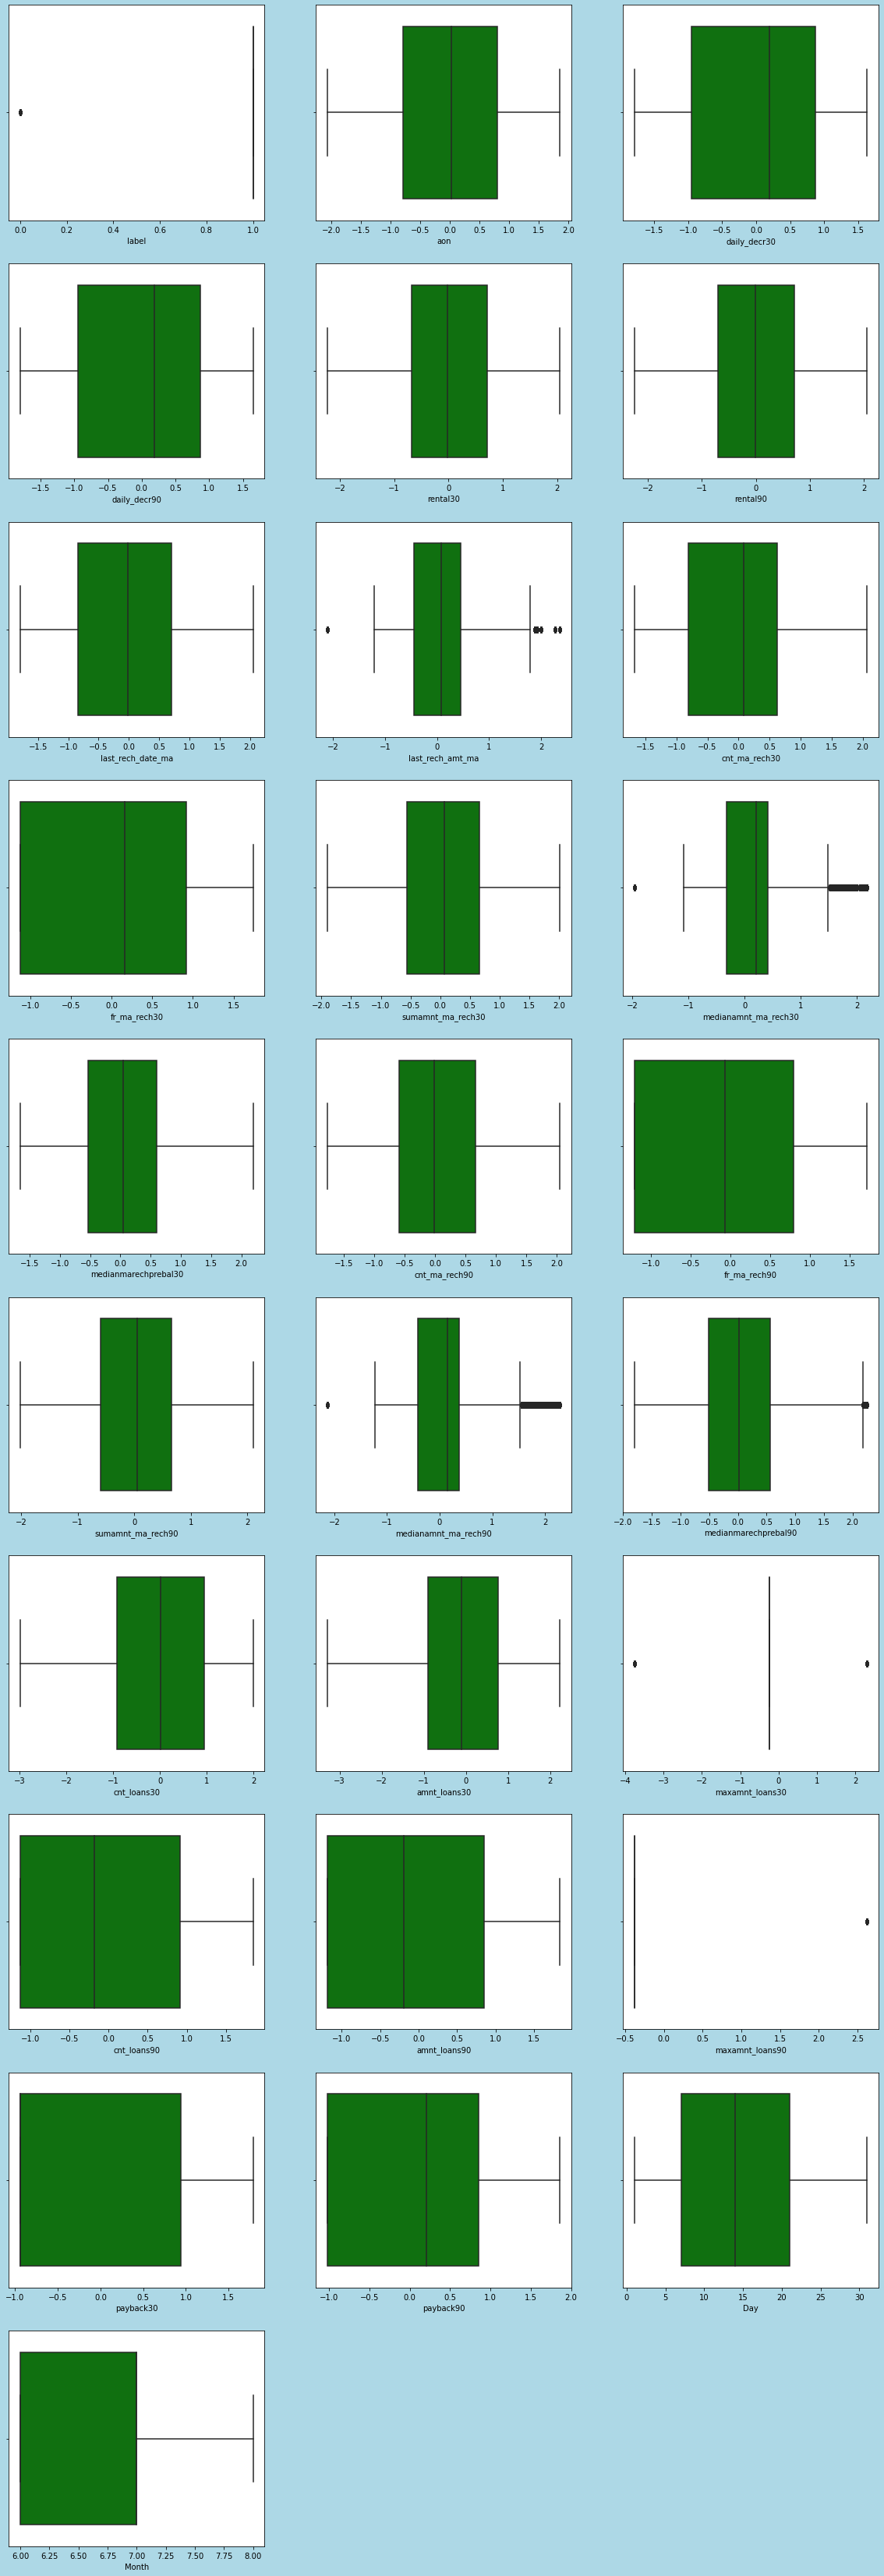 0.0 0.2 0.4 0.6 0.8 1.0
label
−2.0 −1.5 −1.0 −0.5 0.0 0.5 1.0 1.5 2.0
aon
−1.5 −1.0 −0.5 0.0 0.5 1.0 1.5
daily_decr30
−1.5 −1.0 −0.5 0.0 0.5 1.0 1.5
daily_decr90
−2 −1 0 1 2
rental30
−2 −1 0 1 2
rental90
−1.5 −1.0 −0.5 0.0 0.5 1.0 1.5 2.0
last_rech_date_ma
−2 −1 0 1 2
last_rech_amt_ma
−1.5 −1.0 −0.5 0.0 0.5 1.0 1.5 2.0
cnt_ma_rech30
−1.0 −0.5 0.0 0.5 1.0 1.5
fr_ma_rech30
−2.0 −1.5 −1.0 −0.5 0.0 0.5 1.0 1.5 2.0
sumamnt_ma_rech30
−2 −1 0 1 2
medianamnt_ma_rech30
−1.5 −1.0 −0.5 0.0 0.5 1.0 1.5 2.0
medianmarechprebal30
−1.5 −1.0 −0.5 0.0 0.5 1.0 1.5 2.0
cnt_ma_rech90
−1.0 −0.5 0.0 0.5 1.0 1.5
fr_ma_rech90
−2 −1 0 1 2
sumamnt_ma_rech90
−2 −1 0 1 2
medianamnt_ma_rech90
−2.0 −1.5 −1.0 −0.5 0.0 0.5 1.0 1.5 2.0
medianmarechprebal90
−3 −2 −1 0 1 2
cnt_loans30
−3 −2 −1 0 1 2
amnt_loans30
−4 −3 −2 −1 0 1 2
maxamnt_loans30
−1.0 −0.5 0.0 0.5 1.0 1.5
cnt_loans90
−1.0 −0.5 0.0 0.5 1.0 1.5
amnt_loans90
−0.5 0.0 0.5 1.0 1.5 2.0 2.5
maxamnt_loans90
−1.0 −0.5 0.0 0.5 1.0 1.5
payback30
−1.0 −0.5 0.0 0.5 1.0 1.5 2.0
payback90
0 5 10 15 20 25 30
Day
6.00 6.25 6.50 6.75 7.00 7.25 7.50 7.75 8.00
Month